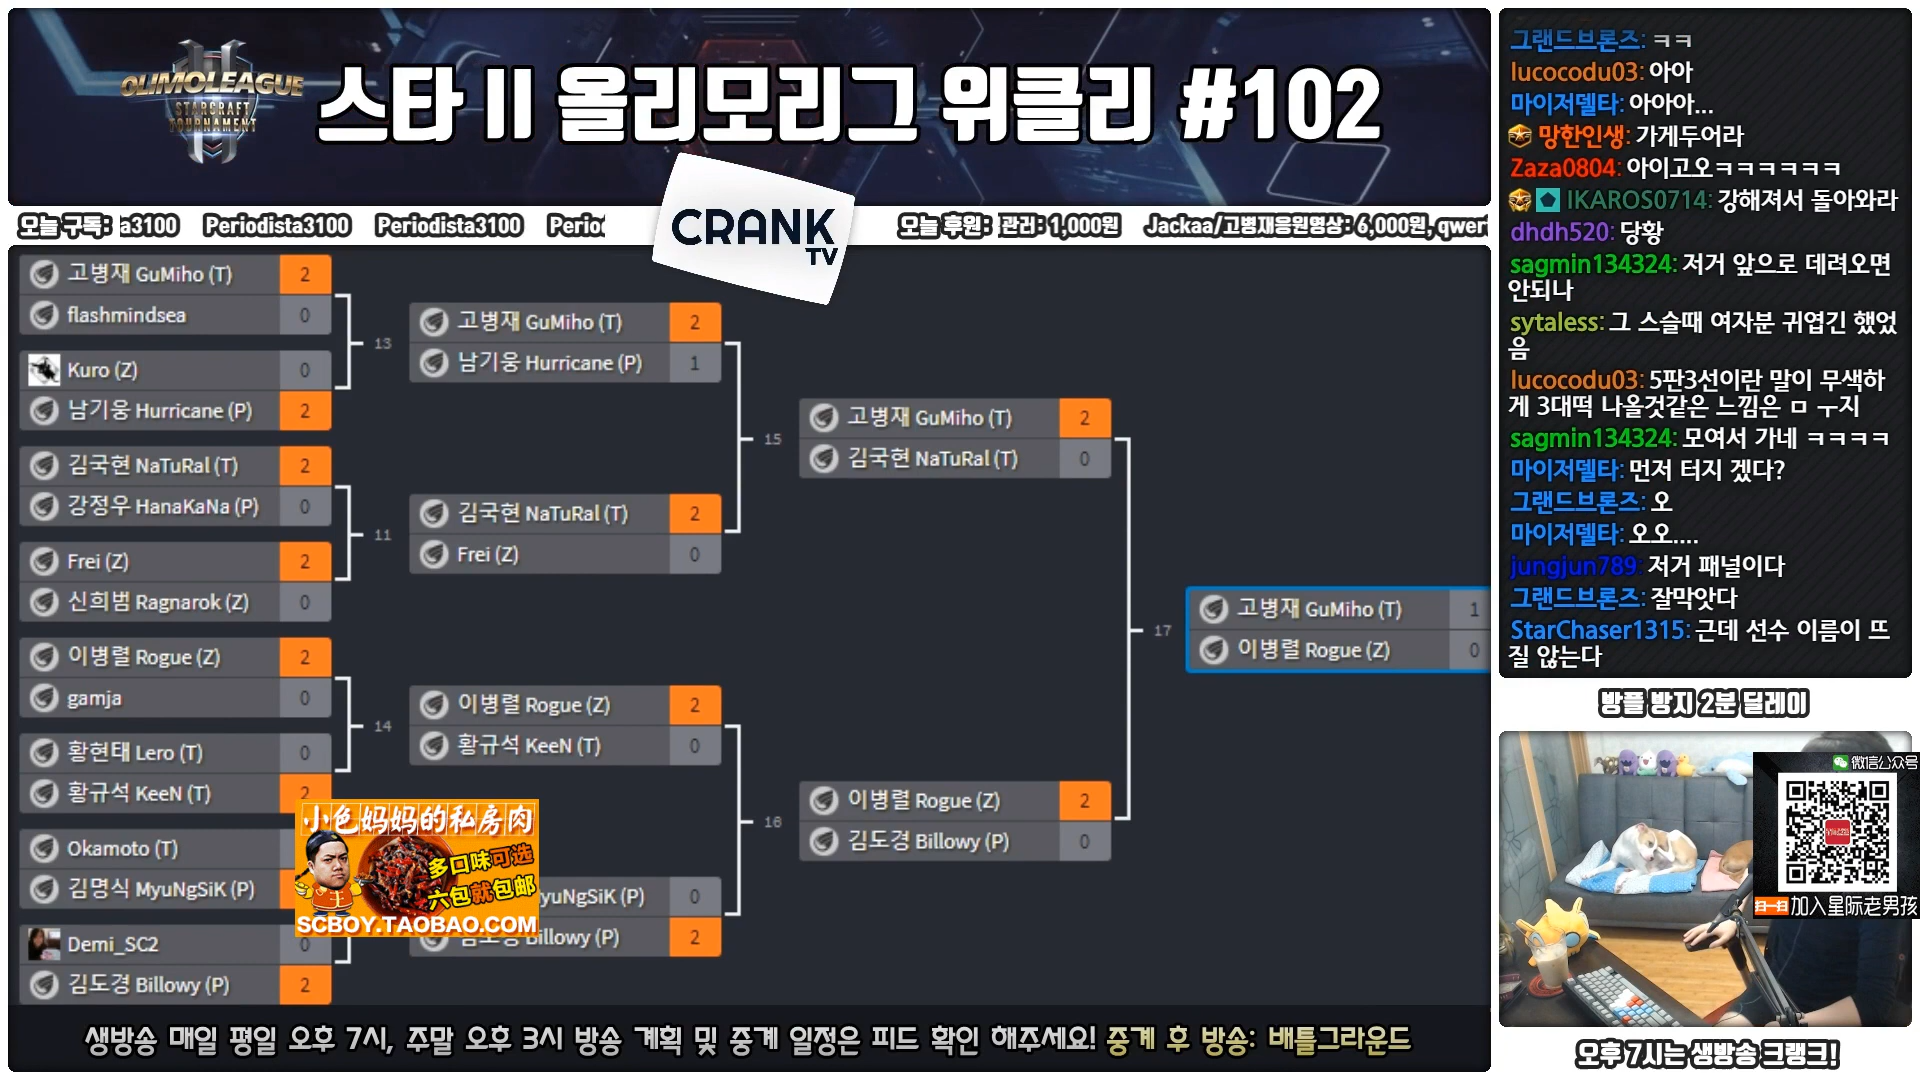 OLIMOLEAGUE
STARCRAFT
TOURNAMENT
스타 II 올리모리그 위클리 #102
CRANK
TV
오늘 구독: a3100 Periodista3100 Periodista3100 Period
오늘 후원: 관리: 1,000원 Jackaa/고병재응원영상: 6,000원, qwert
고병재 GuMiho (T) 2
flashmindsea 0
Kuro (Z) 0
남기웅 Hurricane (P) 2
김국현 NaTuRal (T) 2
강정우 HanaKaNa (P) 0
Frei (Z) 2
신희범 Ragnarok (Z) 0
이병렬 Rogue (Z) 2
gamja 0
황현태 Lero (T) 0
황규석 KeeN (T) 2
Okamoto (T)
김명식 MyuNgSiK (P)
Demi_SC2 0
김도경 Billowy (P) 2
13
11
14
고병재 GuMiho (T) 2
남기웅 Hurricane (P) 1
김국현 NaTuRal (T) 2
Frei (Z) 0
이병렬 Rogue (Z) 2
황규석 KeeN (T) 0
yuNgSiK (P) 0
김도경 Billowy (P) 2
15
16
고병재 GuMiho (T) 2
김국현 NaTuRal (T) 0
이병렬 Rogue (Z) 2
김도경 Billowy (P) 0
17
고병재 GuMiho (T) 1
이병렬 Rogue (Z) 0
小色妈妈的私房肉
多口味可选
六包就包邮
SCBOY.TAOBAO.COM
생방송 매일 평일 오후 7시, 주말 오후 3시 방송 계획 및 중계 일정은 피드 확인 해주세요! 중계 후 방송: 배틀그라운드
그랜드브론즈: ㅋㅋ
lucocodu03: 아아
마이저델타: 아아아...
망한인생: 가게두어라
Zaza0804: 아이고오ㅋㅋㅋㅋㅋㅋ
IKAROS0714: 강해져서 돌아와라
dhdh520: 당황
sagmin134324: 저거 앞으로 데려오면
안되나
sytaless: 그 스슬때 여자분 귀엽긴 했었
음
lucocodu03: 5판3선이란 말이 무색하
게 3대떡 나올것같은 느낌은 ㅁ ㅜ지
sagmin134324: 모여서 가네 ㅋㅋㅋㅋ
마이저델타: 먼저 터지 겠다?
그랜드브론즈: 오
마이저델타: 오오....
jungjun789: 저거 패널이다
그랜드브론즈: 잘막앗다
StarChaser1315: 근데 선수 이름이 뜨
질 않는다
방플 방지 2분 딜레이
微信公众号
扫一扫 加入星际老男孩
오후 7시는 생방송 크랭크!